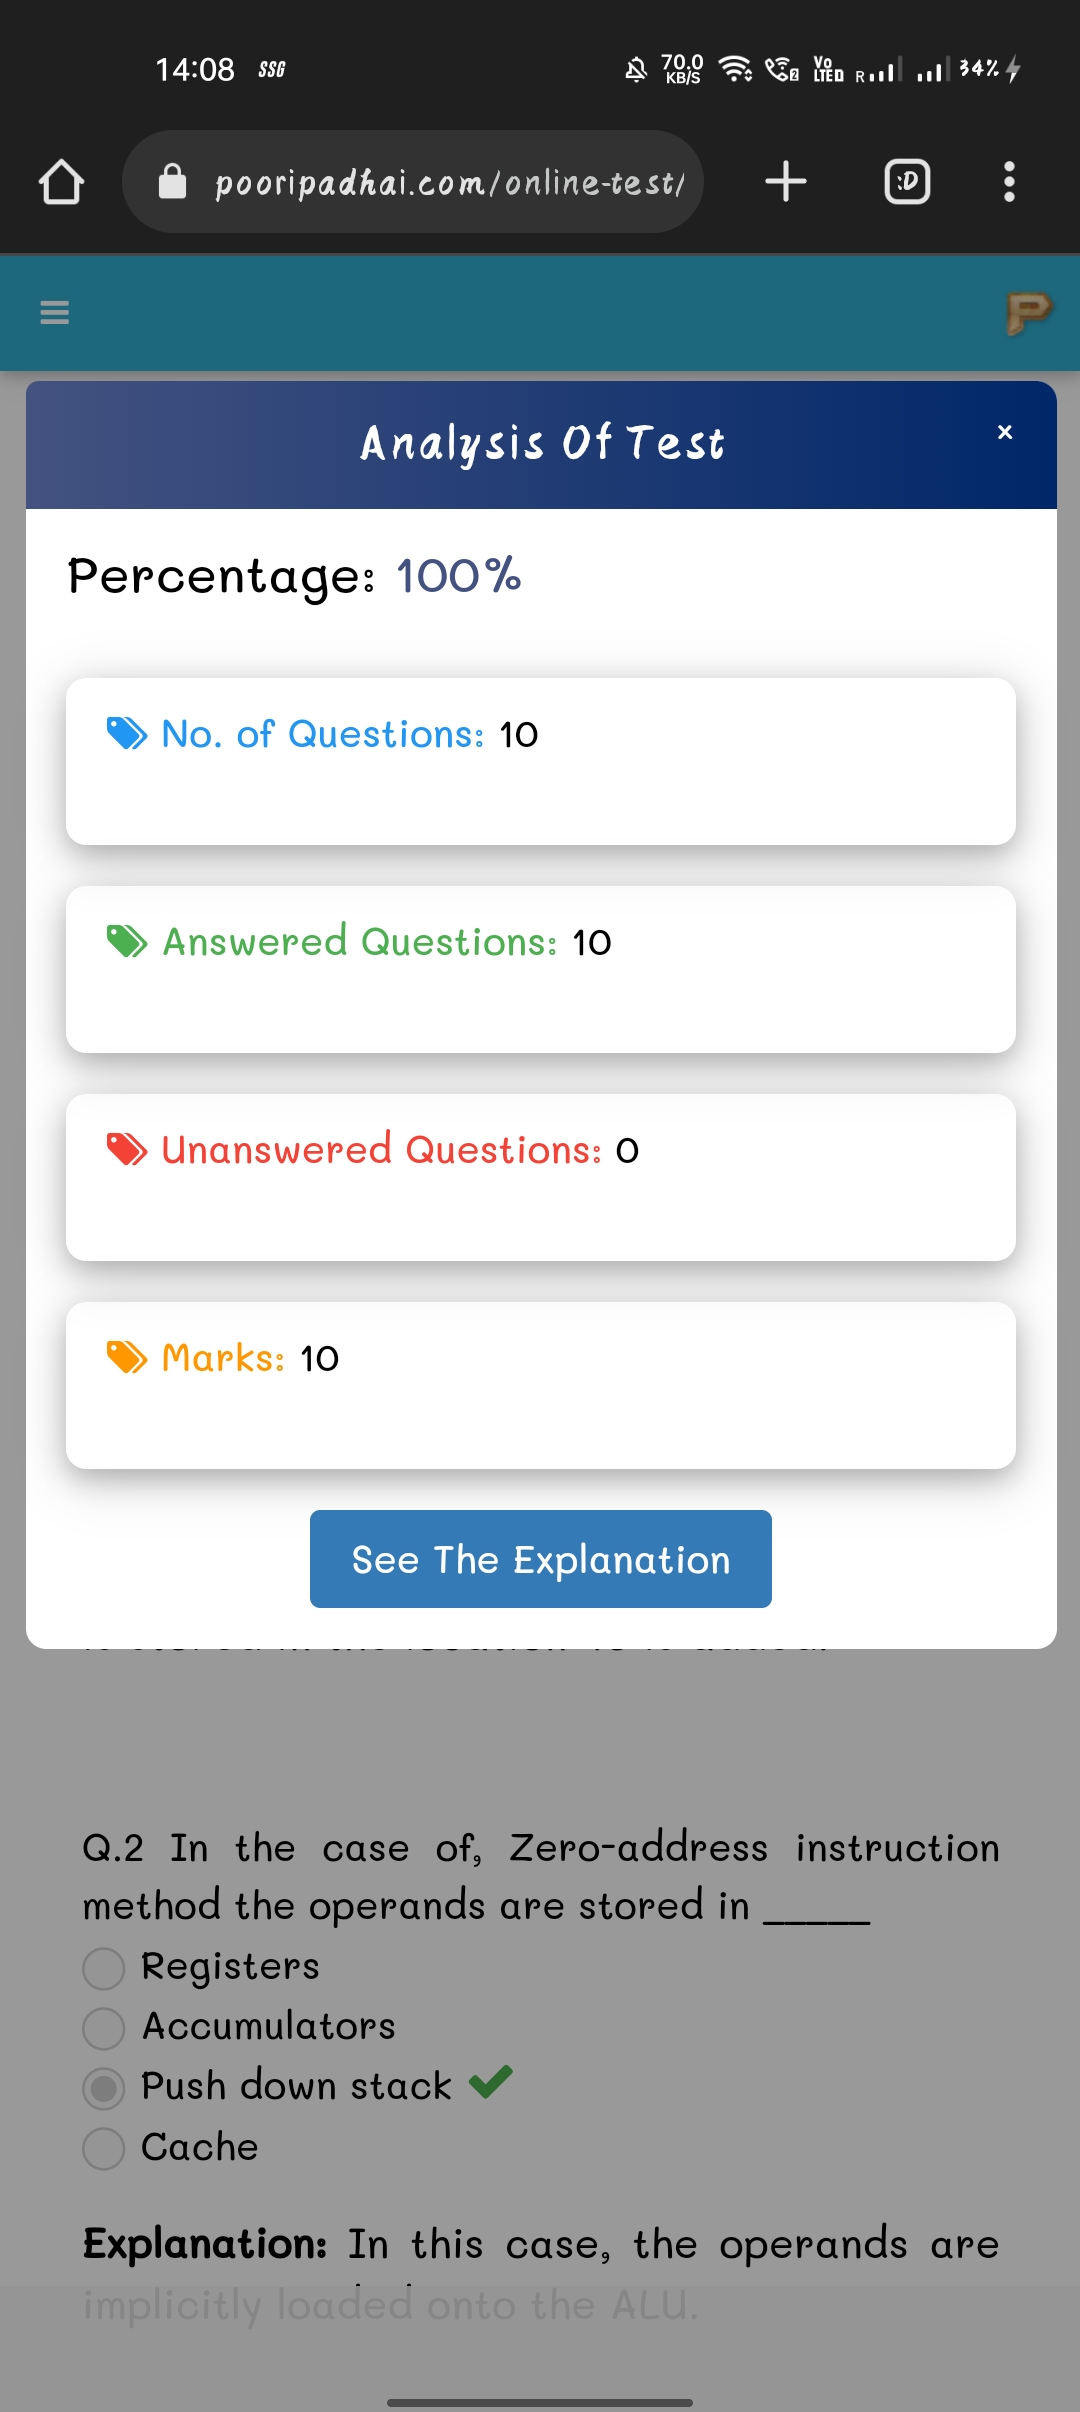 14:08 SSG 70.0 KB/S Vo LTE R 34%
pooripadhai.com/online-test/
:D
P
Analysis Of Test ×
Percentage: 100%
No. of Questions: 10
Answered Questions: 10
Unanswered Questions: 0
Marks: 10
See The Explanation
Q.2 In the case of, Zero-address instruction
method the operands are stored in _____
Registers
Accumulators
Push down stack
Cache
Explanation: In this case, the operands are
implicitly loaded onto the ALU.